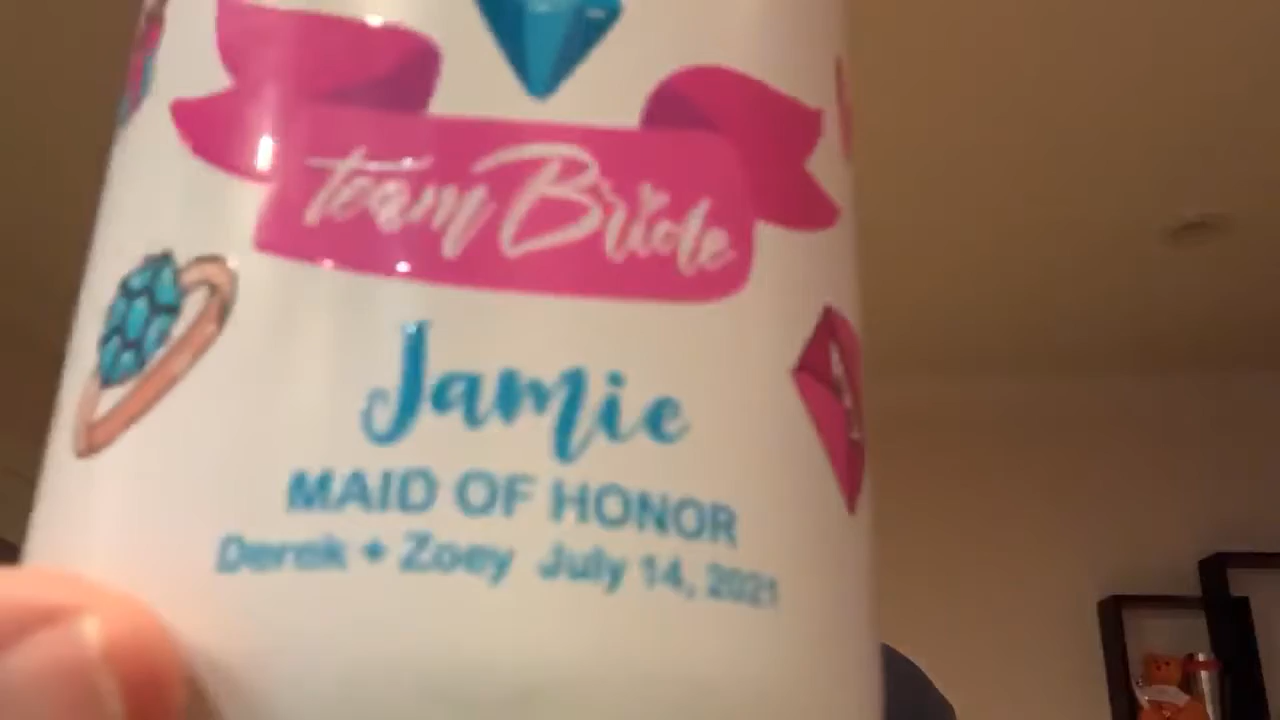 team Bride
Jamie
MAID OF HONOR
Derek + Zoey July 14, 2021